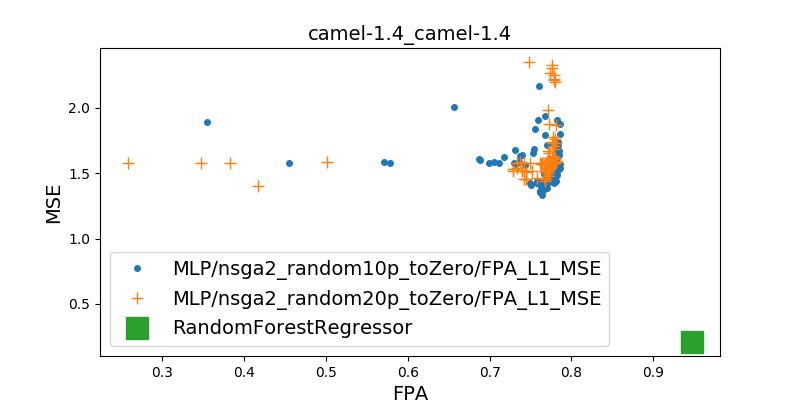 camel-1.4_camel-1.4
MSE
2.0
1.5
1.0
0.5
MLP/nsga2_random10p_toZero/FPA_L1_MSE
MLP/nsga2_random20p_toZero/FPA_L1_MSE
RandomForestRegressor
0.3 0.4 0.5 0.6 0.7 0.8 0.9
FPA